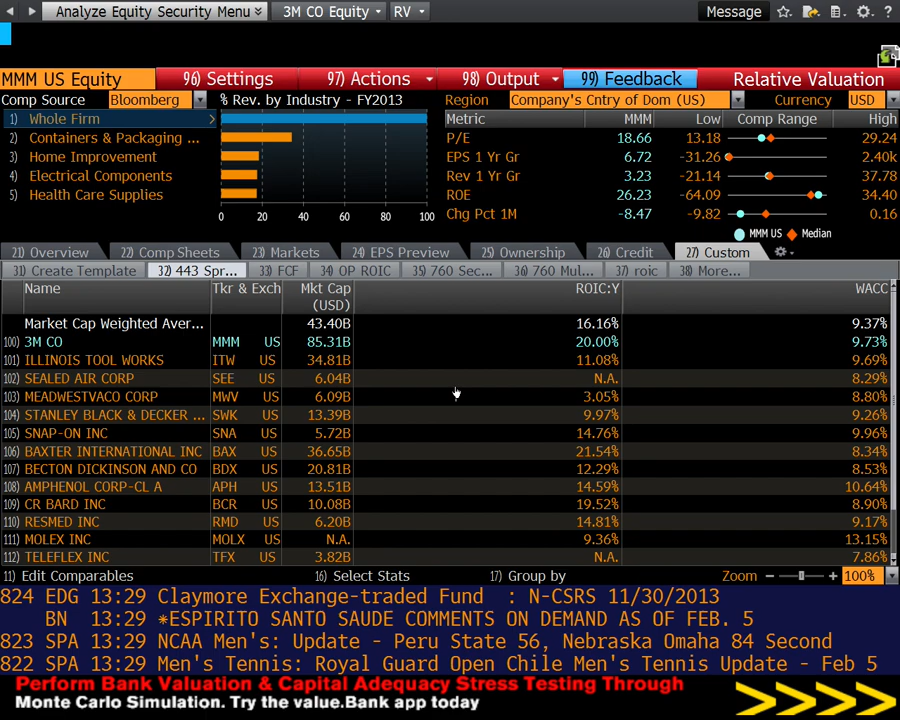 Analyze Equity Security Menu 3M CO Equity RV Message ?
MMM US Equity 96) Settings 97) Actions 98) Output 99) Feedback Relative Valuation
Comp Source Bloomberg % Rev. by Industry - FY2013 Region Company's Cntry of Dom (US) Currency USD
1) Whole Firm Metric MMM Low Comp Range High
2) Containers & Packaging ... P/E 18.66 13.18 29.24
3) Home Improvement EPS 1 Yr Gr 6.72 -31.26 2.40k
4) Electrical Components Rev 1 Yr Gr 3.23 -21.14 37.78
5) Health Care Supplies ROE 26.23 -64.09 34.40
Chg Pct 1M -8.47 -9.82 0.16
0 20 40 60 80 100 MMM US Median
21) Overview 22) Comp Sheets 23) Markets 24) EPS Preview 25) Ownership 26) Credit 27) Custom
31) Create Template 32) 443 Spr... 33) FCF 34) OP ROIC 35) 760 Sec... 36) 760 Mul... 37) roic 38) More...
Name Tkr & Exch Mkt Cap (USD) ROIC:Y WACC
Market Cap Weighted Aver... 43.40B 16.16% 9.37%
100) 3M CO MMM US 85.31B 20.00% 9.73%
101) ILLINOIS TOOL WORKS ITW US 34.81B 11.08% 9.69%
102) SEALED AIR CORP SEE US 6.04B N.A. 8.29%
103) MEADWESTVACO CORP MWV US 6.09B 3.05% 8.80%
104) STANLEY BLACK & DECKER ... SWK US 13.39B 9.97% 9.26%
105) SNAP-ON INC SNA US 5.72B 14.76% 9.96%
106) BAXTER INTERNATIONAL INC BAX US 36.65B 21.54% 8.34%
107) BECTON DICKINSON AND CO BDX US 20.81B 12.29% 8.53%
108) AMPHENOL CORP-CL A APH US 13.51B 14.59% 10.64%
109) CR BARD INC BCR US 10.08B 19.52% 8.90%
110) RESMED INC RMD US 6.20B 14.81% 9.17%
111) MOLEX INC MOLX US N.A. 9.36% 13.15%
112) TELEFLEX INC TFX US 3.82B N.A. 7.86%
11) Edit Comparables 16) Select Stats 17) Group by Zoom - + 100%
824 EDG 13:29 Claymore Exchange-traded Fund : N-CSRS 11/30/2013
BN 13:29 *ESPIRITO SANTO SAUDE COMMENTS ON DEMAND AS OF FEB. 5
823 SPA 13:29 NCAA Men's: Update - Peru State 56, Nebraska Omaha 84 Second
822 SPA 13:29 Men's Tennis: Royal Guard Open Chile Men's Tennis Update - Feb 5
Perform Bank Valuation & Capital Adequacy Stress Testing Through
Monte Carlo Simulation. Try the value.Bank app today